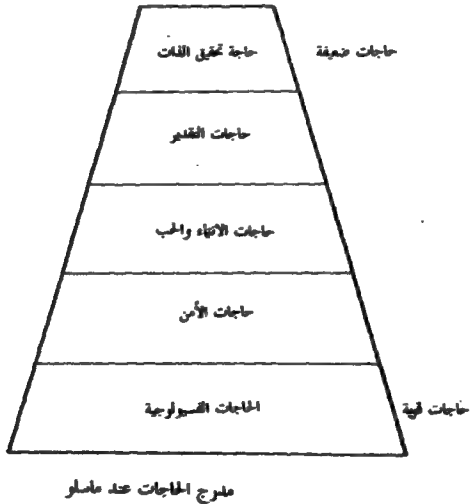 حاجة تحقيق الذات
حاجات ضعيفة
حاجات التقدير
حاجات الانتماء والحب
حاجات الأمن
الحاجات الفسيولوجية
حاجات قوية
مدرج الحاجات عند ماسلو